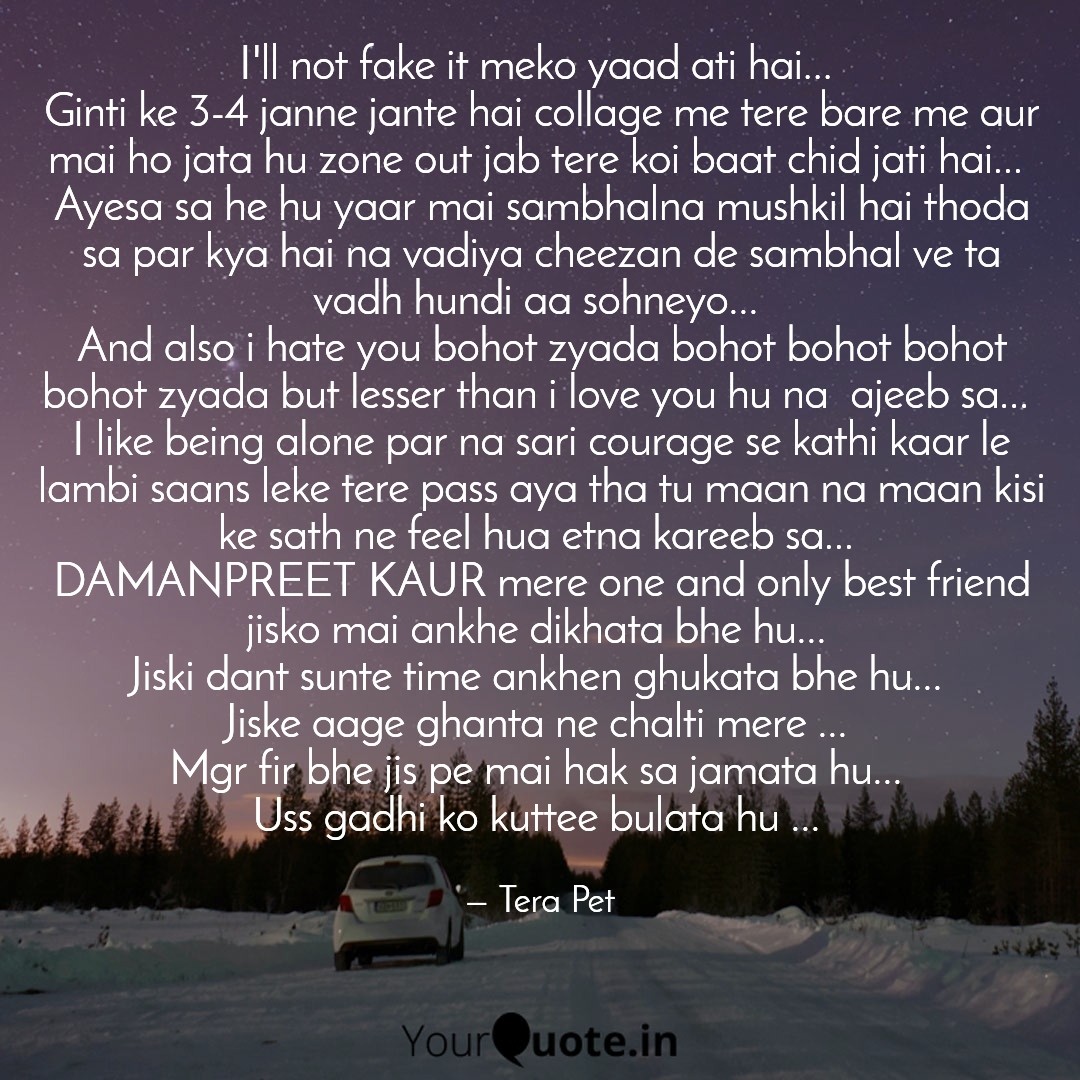 I'll not fake it meko yaad ati hai...
Ginti ke 3-4 janne jante hai collage me tere bare me aur
mai ho jata hu zone out jab tere koi baat chid jati hai...
Ayesa sa he hu yaar mai sambhalna mushkil hai thoda
sa par kya hai na vadiya cheezan de sambhal ve ta
vadh hundi aa sohneyo...
And also i hate you bohot zyada bohot bohot bohot
bohot zyada but lesser than i love you hu na  ajeeb sa...
I like being alone par na sari courage se kathi kaar le
lambi saans leke tere pass aya tha tu maan na maan kisi
ke sath ne feel hua etna kareeb sa...
DAMANPREET KAUR mere one and only best friend
jisko mai ankhe dikhata bhe hu...
Jiski dant sunte time ankhen ghukata bhe hu...
Jiske aage ghanta ne chalti mere ...
Mgr fir bhe jis pe mai hak sa jamata hu...
Uss gadhi ko kuttee bulata hu ...
— Tera Pet
YourQuote.in